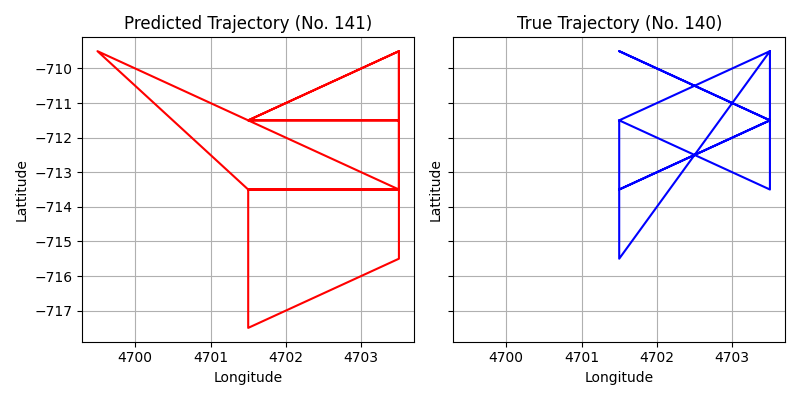 Predicted Trajectory (No. 141)
True Trajectory (No. 140)
−710
−711
−712
−713
−714
−715
−716
−717
Lattitude
Lattitude
4700 4701 4702 4703
4700 4701 4702 4703
Longitude
Longitude